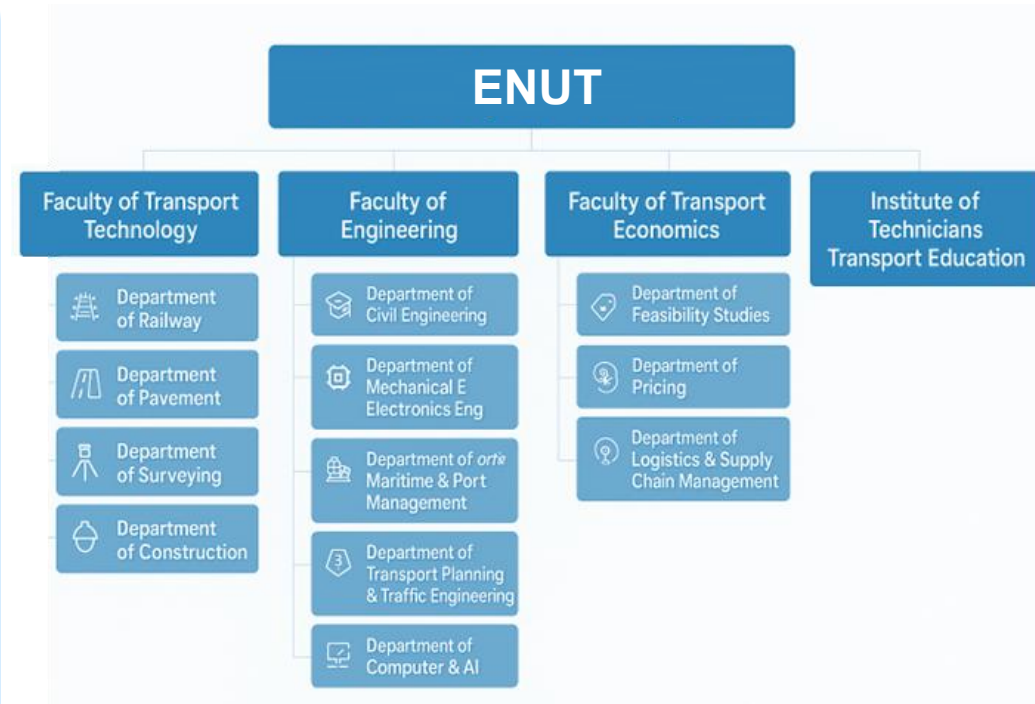 ENUT
Faculty of Transport
Technology
Department
of Railway
Department
of Pavement
Department
of Surveying
Department
of Construction
Faculty of
Engineering
Department of
Civil Engineering
Department of
Mechanical E
Electronics Eng
Department of
Maritime & Port
Management
3
Department of
Transport Planning
& Traffic Engineering
Department of
Computer & AI
Faculty of Transport
Economics
Department of
Feasibility Studies
Department of
Pricing
Department of
Logistics & Supply
Chain Management
Institute of
Technicians
Transport Education